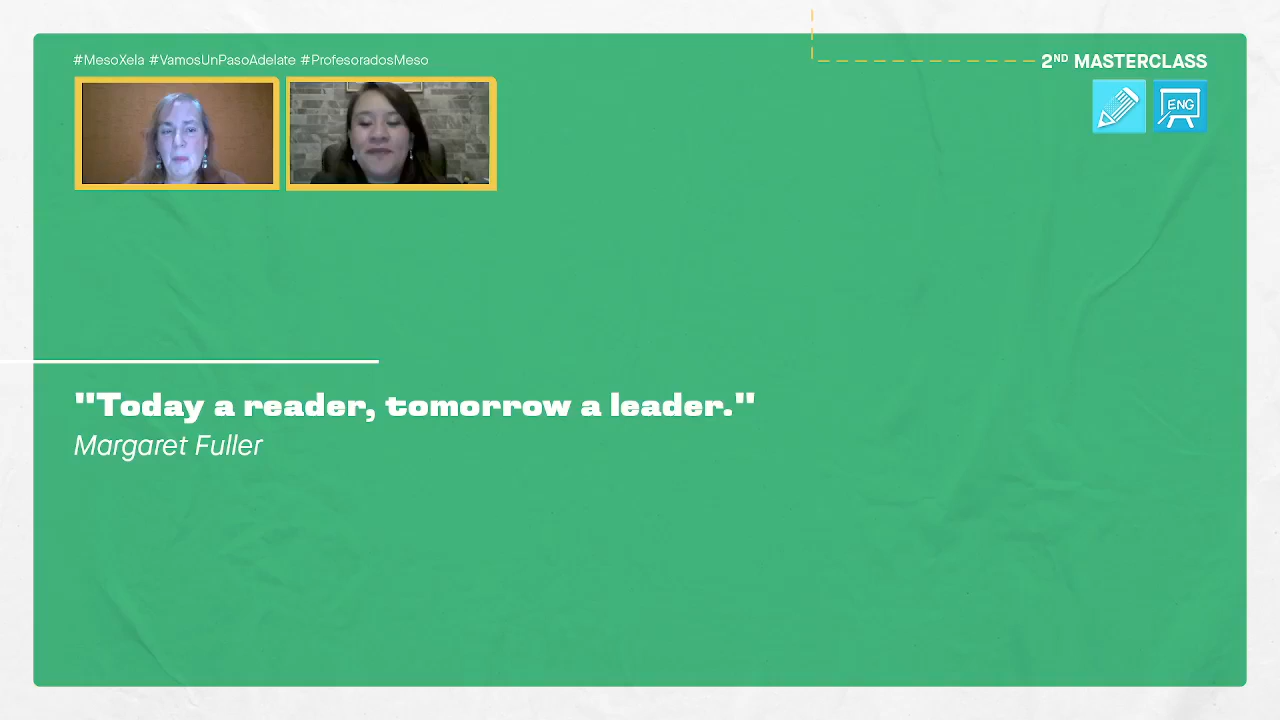 #MesoXela #VamosUnPasoAdelate #ProfesoradosMeso
2ND MASTERCLASS
ENG
"Today a reader, tomorrow a leader."
Margaret Fuller